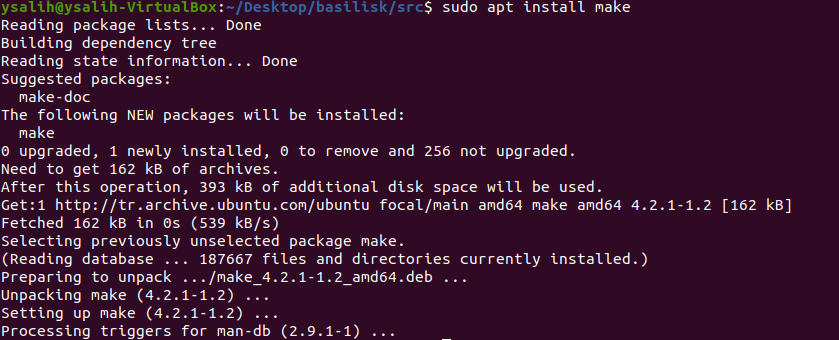 ysalih@ysalih-VirtualBox:~/Desktop/basilisk/src$ sudo apt install make
Reading package lists... Done
Building dependency tree
Reading state information... Done
Suggested packages:
  make-doc
The following NEW packages will be installed:
  make
0 upgraded, 1 newly installed, 0 to remove and 256 not upgraded.
Need to get 162 kB of archives.
After this operation, 393 kB of additional disk space will be used.
Get:1 http://tr.archive.ubuntu.com/ubuntu focal/main amd64 make amd64 4.2.1-1.2 [162 kB]
Fetched 162 kB in 0s (539 kB/s)
Selecting previously unselected package make.
(Reading database ... 187667 files and directories currently installed.)
Preparing to unpack .../make_4.2.1-1.2_amd64.deb ...
Unpacking make (4.2.1-1.2) ...
Setting up make (4.2.1-1.2) ...
Processing triggers for man-db (2.9.1-1) ...